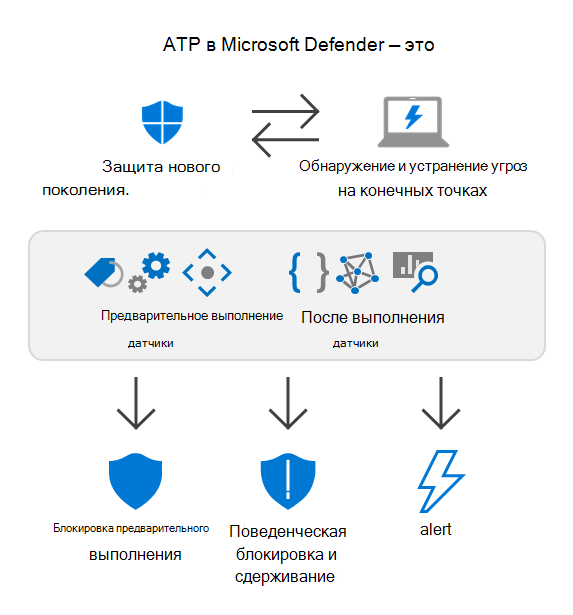 ATP в Microsoft Defender – это
Защита нового
поколения.
Обнаружение и устранение угроз
на конечных точках
Предварительное выполнение
датчики
После выполнения
датчики
Блокировка предварительного
выполнения
Поведенческая
блокировка и
сдерживание
alert